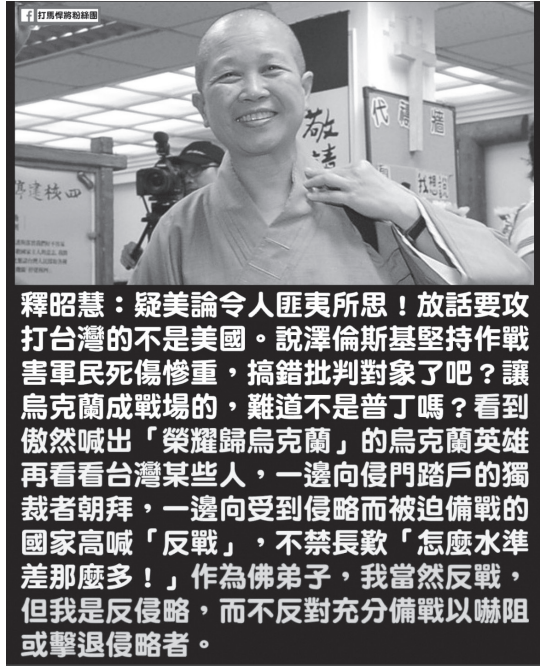 打馬悍將粉絲團
敬請
代禱牆
我想說
釋昭慧：疑美論令人匪夷所思！放話要攻
打台灣的不是美國。說澤倫斯基堅持作戰
害軍民死傷慘重，搞錯批判對象了吧？讓
烏克蘭成戰場的，難道不是普丁嗎？看到
傲然喊出「榮耀歸烏克蘭」的烏克蘭英雄
再看看台灣某些人，一邊向侵門踏戶的獨
裁者朝拜，一邊向受到侵略而被迫備戰的
國家高喊「反戰」，不禁長歎「怎麼水準
差那麼多！」作為佛弟子，我當然反戰，
但我是反侵略，而不反對充分備戰以嚇阻
或擊退侵略者。